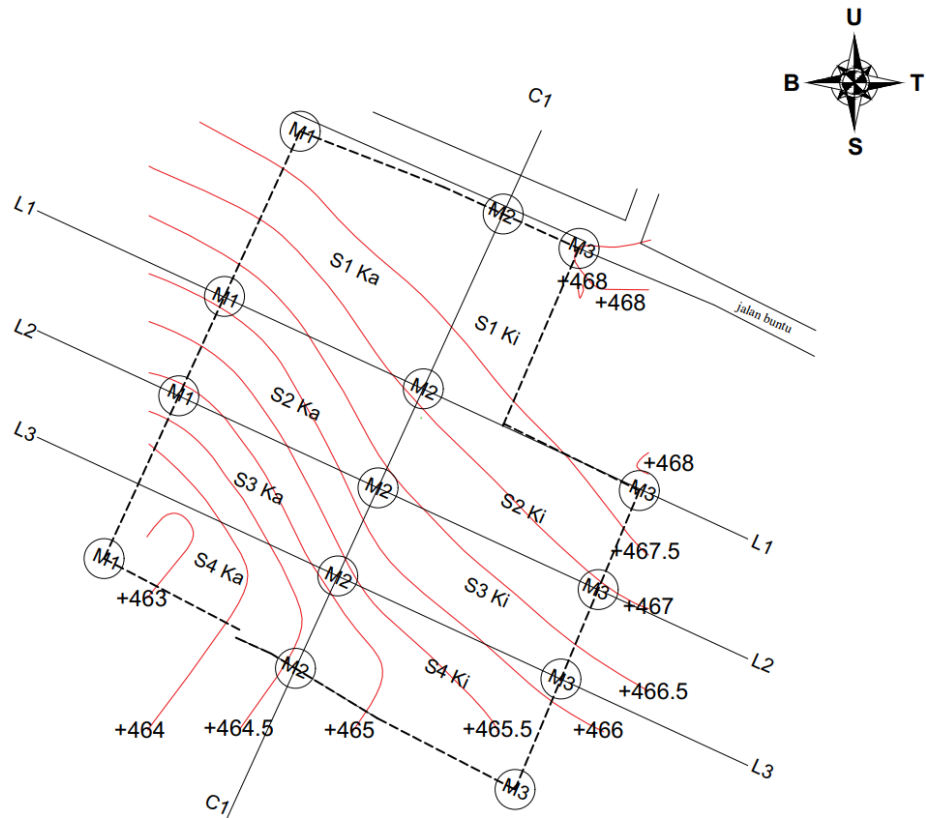 U
C1
B
T
M1
S
M2
L1
M3
S1 Ka
+468
M1
+468
jalan buntu
L2
S1 Ki
M2
M1
S2 Ka
L3
+468
S3 Ka
M2
M3
S2 Ki
L1
+467.5
M1
S4 Ka
M2
S3 Ki
M3
+463
+467
L2
M2
S4 Ki
M3
+466.5
+464
+464.5
+465
+465.5
+466
L3
M3
C1